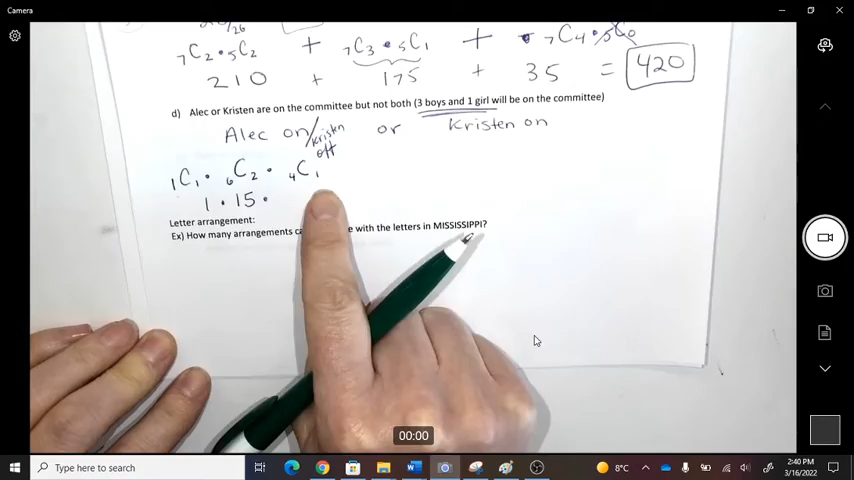 Camera
₇C₂ • ₅C₂ + ₇C₃ • ₅C₁ + ₇C₄ • ₅C₀
210 + 175 + 35 = 420
d) Alec or Kristen are on the committee but not both (3 boys and 1 girl will be on the committee)
Alec on/Kristen off or Kristen on
₁C₁ • ₆C₂ • ₄C₁
1 • 15 •
Letter arrangement:
Ex) How many arrangements ca e with the letters in MISSISSIPPI?
00:00
Type here to search
8°C
2:40 PM
3/16/2022